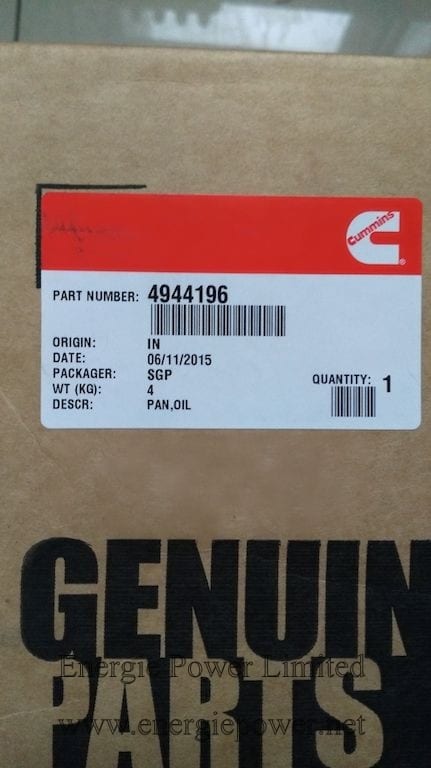 Cummins
®
PART NUMBER: 4944196
ORIGIN: IN
DATE: 06/11/2015
PACKAGER: SGP
WT (KG): 4
DESCR: PAN,OIL
QUANTITY: 1
GENUIN
Energie Power Limited
PARTS
www.energiepower.net